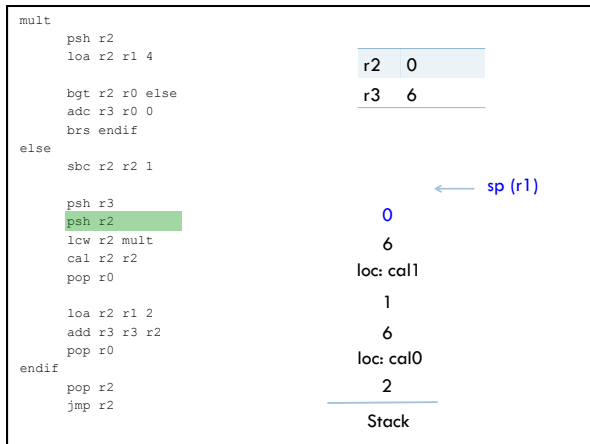 mult
psh r2
loa r2 r1 4
bgt r2 r0 else
adc r3 r0 0
brs endif
else
sbc r2 r2 1
psh r3
psh r2
lcw r2 mult
cal r2 r2
pop r0
loa r2 r1 2
add r3 r3 r2
pop r0
endif
pop r2
jmp r2
r2 0
r3 6
sp (r1)
0
6
loc: cal1
1
6
loc: cal0
2
Stack